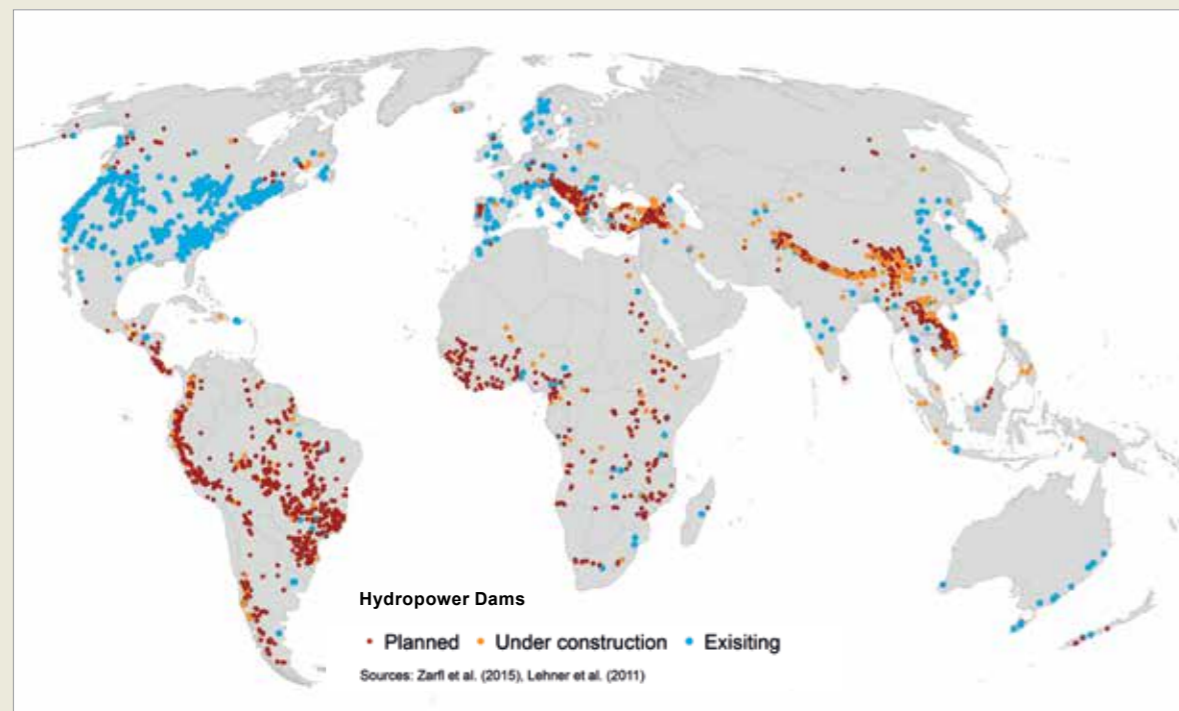 Hydropower Dams
Planned Under construction Exisiting
Sources: Zarfl et al. (2015), Lehner et al. (2011)